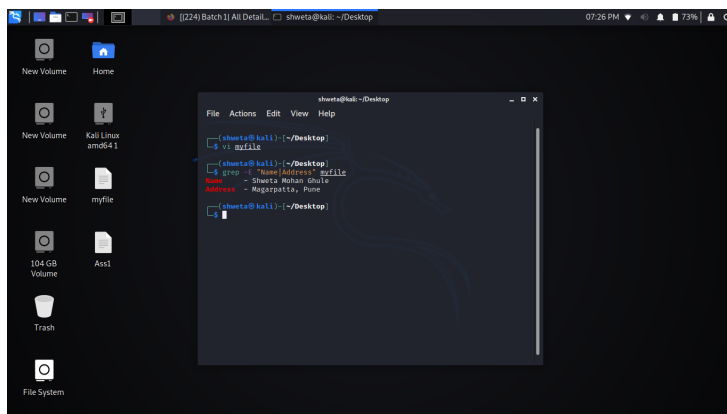 [(224) Batch 1| All Detail... shweta@kali: ~/Desktop 07:26 PM 73%
New Volume Home
New Volume Kali Linux
amd64 1
New Volume myfile
104 GB
Volume
Ass1
Trash
File System
shweta@kali: ~/Desktop
File Actions Edit View Help
(shweta㉿kali)-[~/Desktop]
$ vi myfile
(shweta㉿kali)-[~/Desktop]
$ grep -E "Name|Address" myfile
Name - Shweta Mohan Ghule
Address - Magarpatta, Pune
(shweta㉿kali)-[~/Desktop]
$